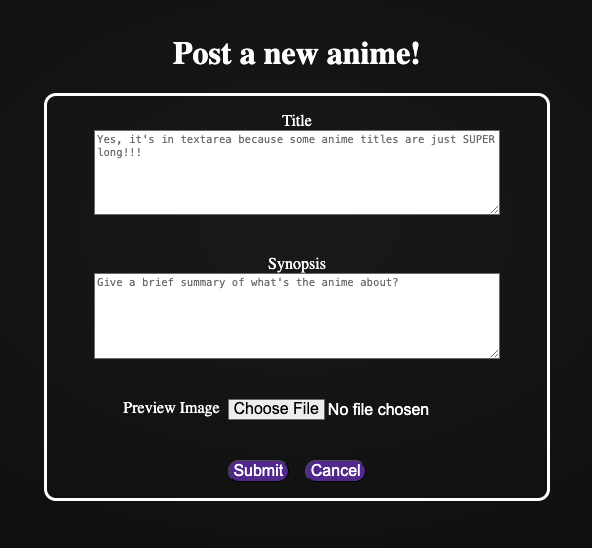 Post a new anime!
Title
Yes, it's in textarea because some anime titles are just SUPER
long!!!
Synopsis
Give a brief summary of what's the anime about?
Preview Image Choose File No file chosen
Submit Cancel